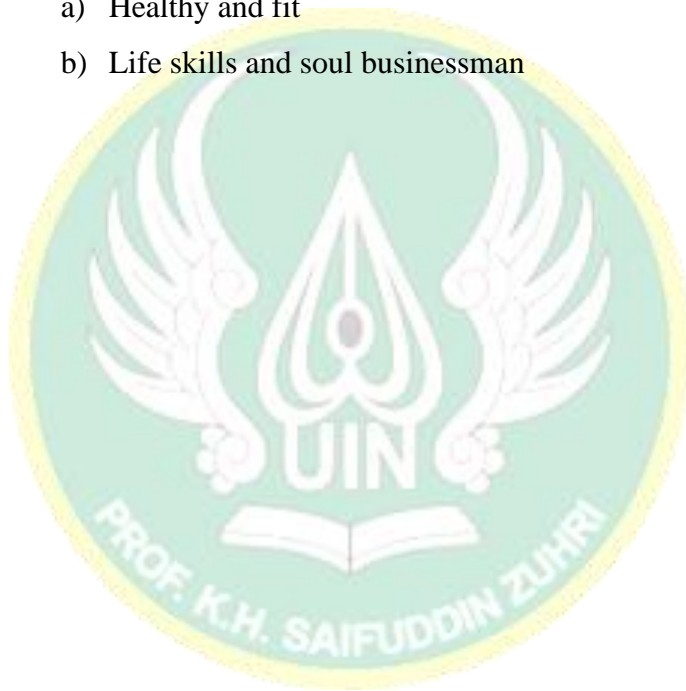 a) Healthy and fit
b) Life skills and soul businessman
UIN
PROF. K.H. SAIFUDDIN ZUHRI